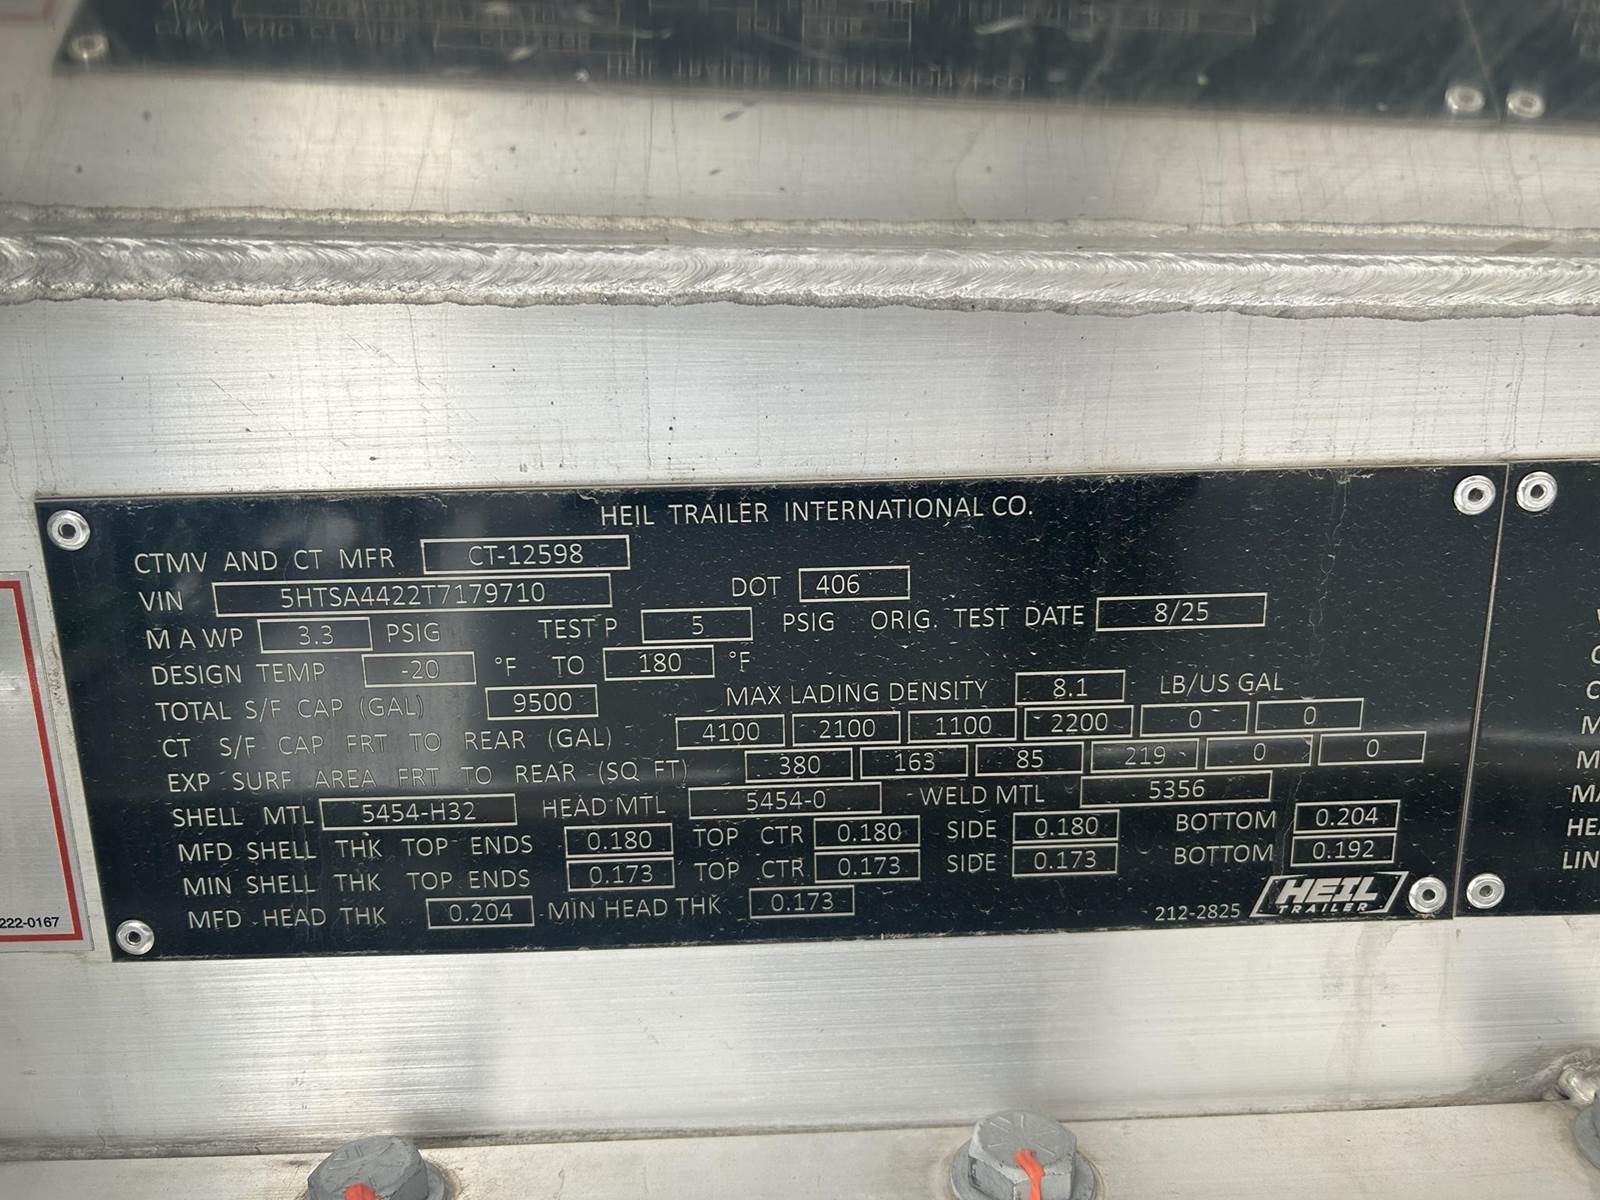 HEIL TRAILER INTERNATIONAL CO.
CTMV AND CT MFR CT-12598
VIN 5HTSA4422T7179710 DOT 406
M A W P 3.3 PSIG TEST P 5 PSIG ORIG. TEST DATE 8/25
DESIGN TEMP -20 °F TO 180 °F
TOTAL S/F CAP (GAL) 9500 MAX LADING DENSITY 8.1 LB/US GAL
CT S/F CAP FRT TO REAR (GAL) 4100 2100 1100 2200 0 0
EXP SURF AREA FRT TO REAR (SQ FT) 380 163 85 219 0 0
SHELL MTL 5454-H32 HEAD MTL 5454-0 WELD MTL 5356
MFD SHELL THK TOP ENDS 0.180 TOP CTR 0.180 SIDE 0.180 BOTTOM 0.204
MIN SHELL THK TOP ENDS 0.173 TOP CTR 0.173 SIDE 0.173 BOTTOM 0.192
MFD HEAD THK 0.204 MIN HEAD THK 0.173
212-2825 HEIL TRAILER
222-0167
LIN